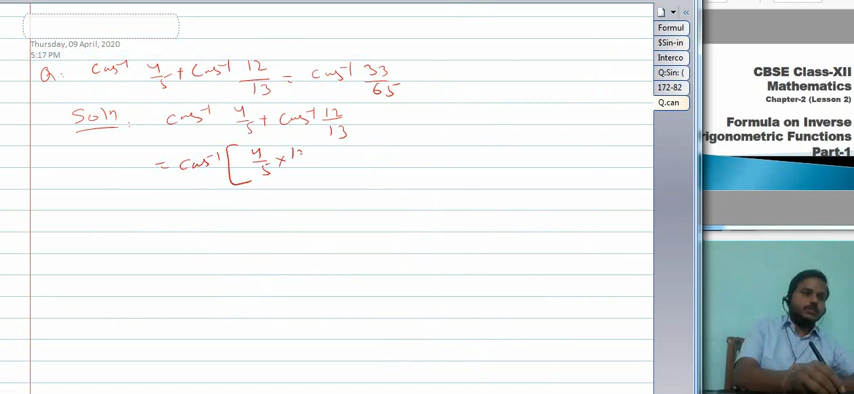 Thursday, 09 April, 2020
5:17 PM
Q: cos⁻¹ 4/5 + cos⁻¹ 12/13 = cos⁻¹ 33/65
Soln: cos⁻¹ 4/5 + cos⁻¹ 12/13
= cos⁻¹ [ 4/5 × 1
Formul
$Sin-in
Interco
Q:Sin: (
172-82
Q.can
CBSE Class-XII
Mathematics
Chapter-2 (Lesson 2)
Formula on Inverse
rigonometric Functions
Part-1